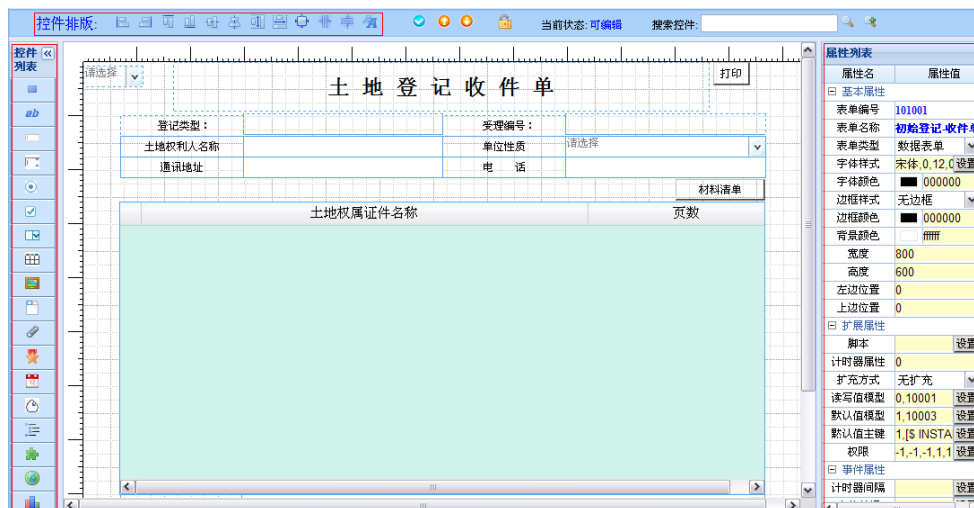 控件排版:
当前状态: 可编辑
搜索控件:
控件列表
ab
请选择
土地登记收件单
打印
登记类型：
受理编号：
土地权利人名称
单位性质
请选择
通讯地址
电 话
材料清单
土地权属证件名称
页数
属性列表
属性名 属性值
基本属性
表单编号 101001
表单名称 初始登记-收件单
表单类型 数据表单
字体样式 宋体,0,12,0 设置
字体颜色 000000
边框样式 无边框
边框颜色 000000
背景颜色 ffffff
宽度 800
高度 600
左边位置 0
上边位置 0
扩展属性
脚本 设置
计时器属性 0
扩充方式 无扩充
读写值模型 0,10001 设置
默认值模型 1,10003 设置
默认值主键 1,[$ INSTA 设置
权限 -1,-1,-1,1,1 设置
事件属性
计时器间隔 设置